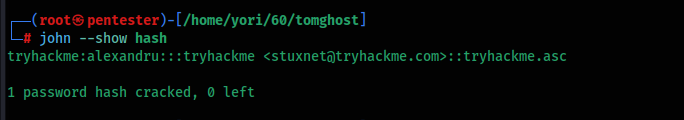 ┌──(root㉿pentester)-[/home/yori/60/tomghost]
└─# john --show hash
tryhackme:alexandru:::tryhackme <stuxnet@tryhackme.com>::tryhackme.asc
1 password hash cracked, 0 left